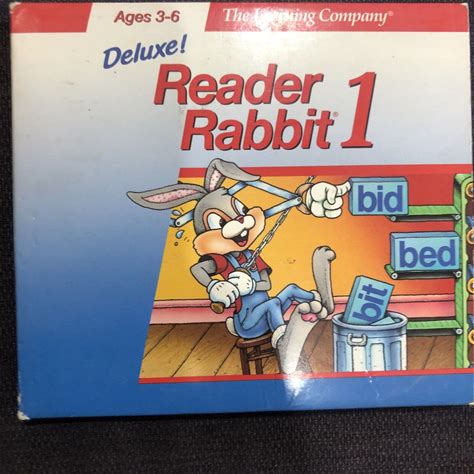 Ages 3-6
The Learning Company®
Deluxe!
Reader
Rabbit® 1
bid
bed
bit